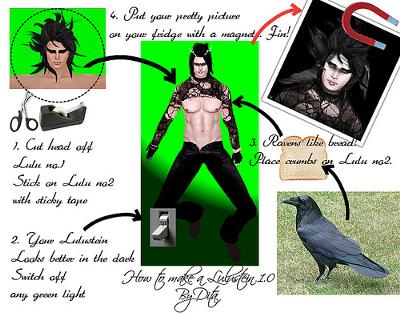 4. Put your pretty picture
on your fridge with a magnet. Fin!
1. Cut head off
Lulu no.1
Stick on Lulu no2
with sticky tape
3. Ravens like bread!
Place crumbs on Lulu no2.
2. Your Lulustein
Looks better in the dark
Switch off
any green light
How to make a Lulustein 1.0
By Dita